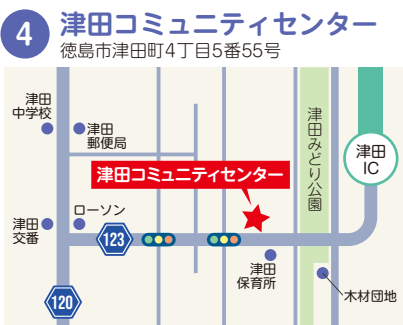 4 津田コミュニティセンター
徳島市津田町4丁目5番55号
津田
中学校
津田
郵便局
津田みどり公園
津田
IC
津田コミュニティセンター
ローソン
津田
交番
123
津田
保育所
木材団地
120